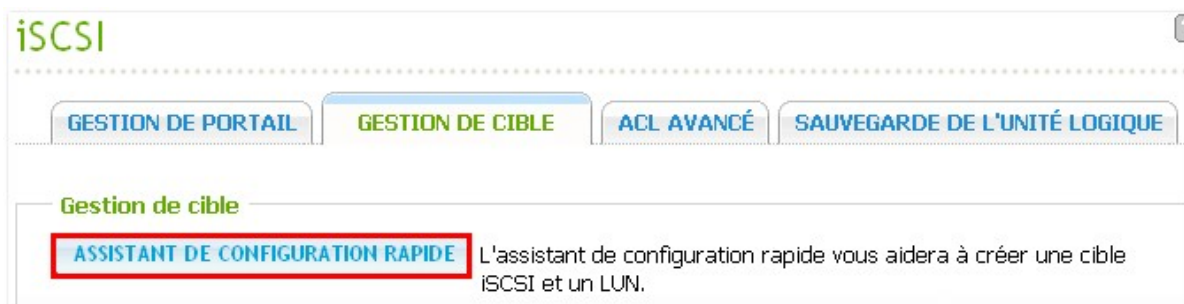 iSCSI
GESTION DE PORTAIL GESTION DE CIBLE ACL AVANCÉ SAUVEGARDE DE L'UNITÉ LOGIQUE
Gestion de cible
ASSISTANT DE CONFIGURATION RAPIDE L'assistant de configuration rapide vous aidera à créer une cible
iSCSI et un LUN.